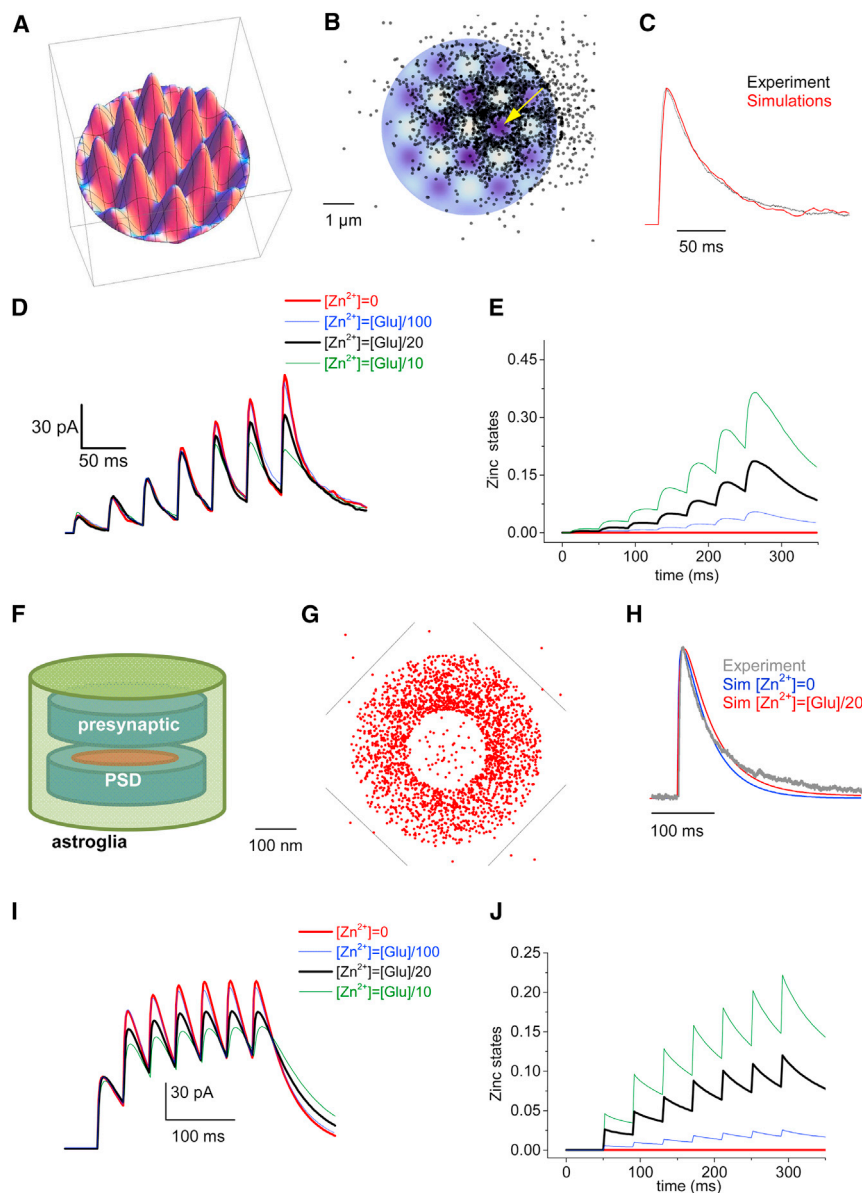 A
B
1 µm
C
Experiment
Simulations
50 ms
D
[Zn²⁺]=0
[Zn²⁺]=[Glu]/100
[Zn²⁺]=[Glu]/20
[Zn²⁺]=[Glu]/10
30 pA
50 ms
E
Zinc states
0.45
0.30
0.15
0.00
0 100 200 300
time (ms)
F
presynaptic
PSD
astroglia
G
100 nm
H
Experiment
Sim [Zn²⁺]=0
Sim [Zn²⁺]=[Glu]/20
100 ms
I
[Zn²⁺]=0
[Zn²⁺]=[Glu]/100
[Zn²⁺]=[Glu]/20
[Zn²⁺]=[Glu]/10
30 pA
100 ms
J
Zinc states
0.25
0.20
0.15
0.10
0.05
0.00
0 100 200 300
time (ms)